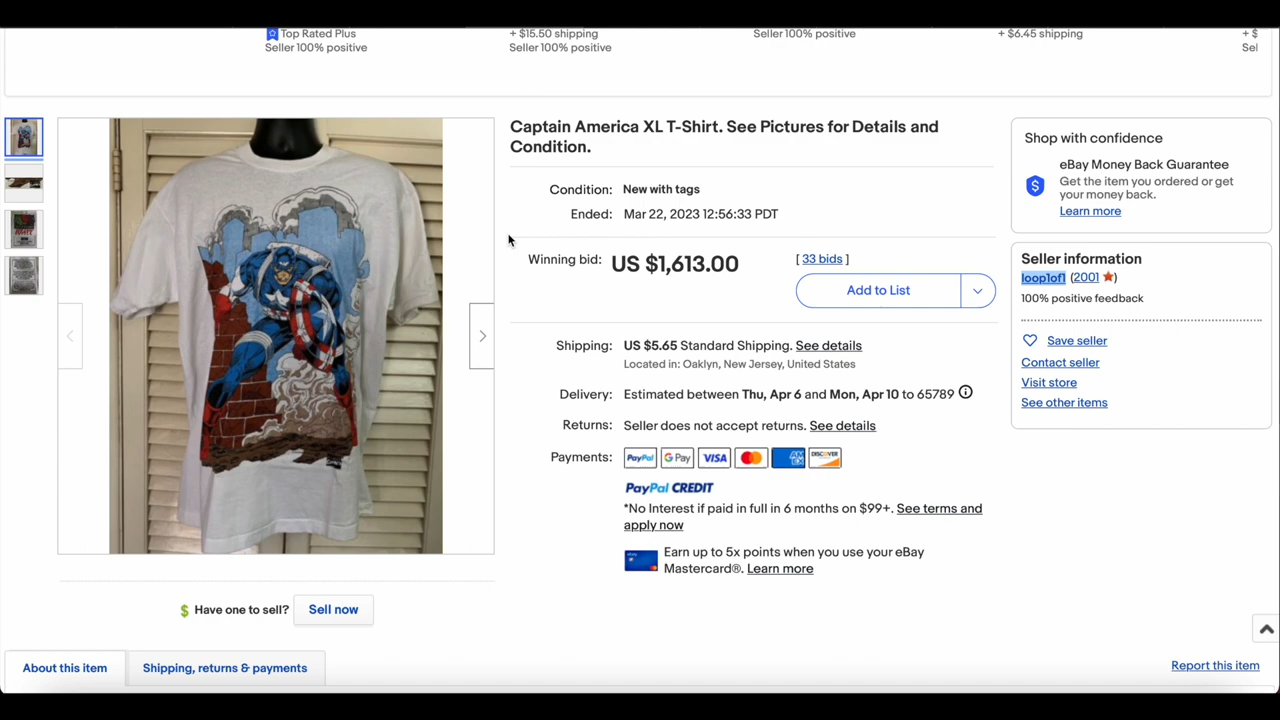 Top Rated Plus
Seller 100% positive
+ $15.50 shipping
Seller 100% positive
Seller 100% positive
+ $6.45 shipping
+ $
Sel
Captain America XL T-Shirt. See Pictures for Details and
Condition.
Condition: New with tags
Ended: Mar 22, 2023 12:56:33 PDT
Winning bid: US $1,613.00 [ 33 bids ]
Add to List
Shipping: US $5.65 Standard Shipping. See details
Located in: Oaklyn, New Jersey, United States
Delivery: Estimated between Thu, Apr 6 and Mon, Apr 10 to 65789
Returns: Seller does not accept returns. See details
Payments: PayPal G Pay VISA AM EX DISCOVER
PayPal CREDIT
*No Interest if paid in full in 6 months on $99+. See terms and
apply now
Earn up to 5x points when you use your eBay
Mastercard®. Learn more
Shop with confidence
eBay Money Back Guarantee
Get the item you ordered or get
your money back.
Learn more
Seller information
loop1of1 (2001)
100% positive feedback
Save seller
Contact seller
Visit store
See other items
Have one to sell? Sell now
About this item
Shipping, returns & payments
Report this item